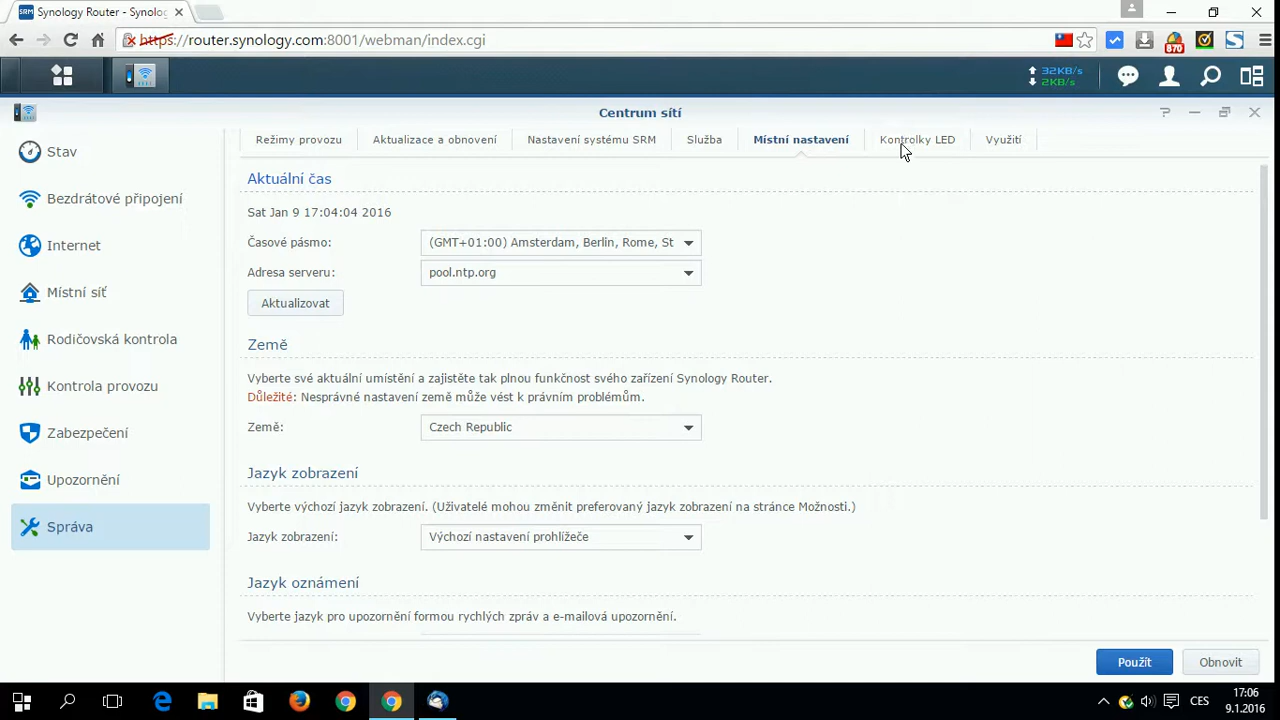 Synology Router - Synolog
https://router.synology.com:8001/webman/index.cgi
870
32KB/s
2KB/s
Centrum sítí
Stav
Bezdrátové připojení
Internet
Místní síť
Rodičovská kontrola
Kontrola provozu
Zabezpečení
Upozornění
Správa
Režimy provozu
Aktualizace a obnovení
Nastavení systému SRM
Služba
Místní nastavení
Kontrolky LED
Využití
Aktuální čas
Sat Jan 9 17:04:04 2016
Časové pásmo: (GMT+01:00) Amsterdam, Berlin, Rome, St
Adresa serveru: pool.ntp.org
Aktualizovat
Země
Vyberte své aktuální umístění a zajistěte tak plnou funkčnost svého zařízení Synology Router.
Důležité: Nesprávné nastavení země může vést k právním problémům.
Země: Czech Republic
Jazyk zobrazení
Vyberte výchozí jazyk zobrazení. (Uživatelé mohou změnit preferovaný jazyk zobrazení na stránce Možnosti.)
Jazyk zobrazení: Výchozí nastavení prohlížeče
Jazyk oznámení
Vyberte jazyk pro upozornění formou rychlých zpráv a e-mailová upozornění.
Použít
Obnovit
CES
17:06
9.1.2016